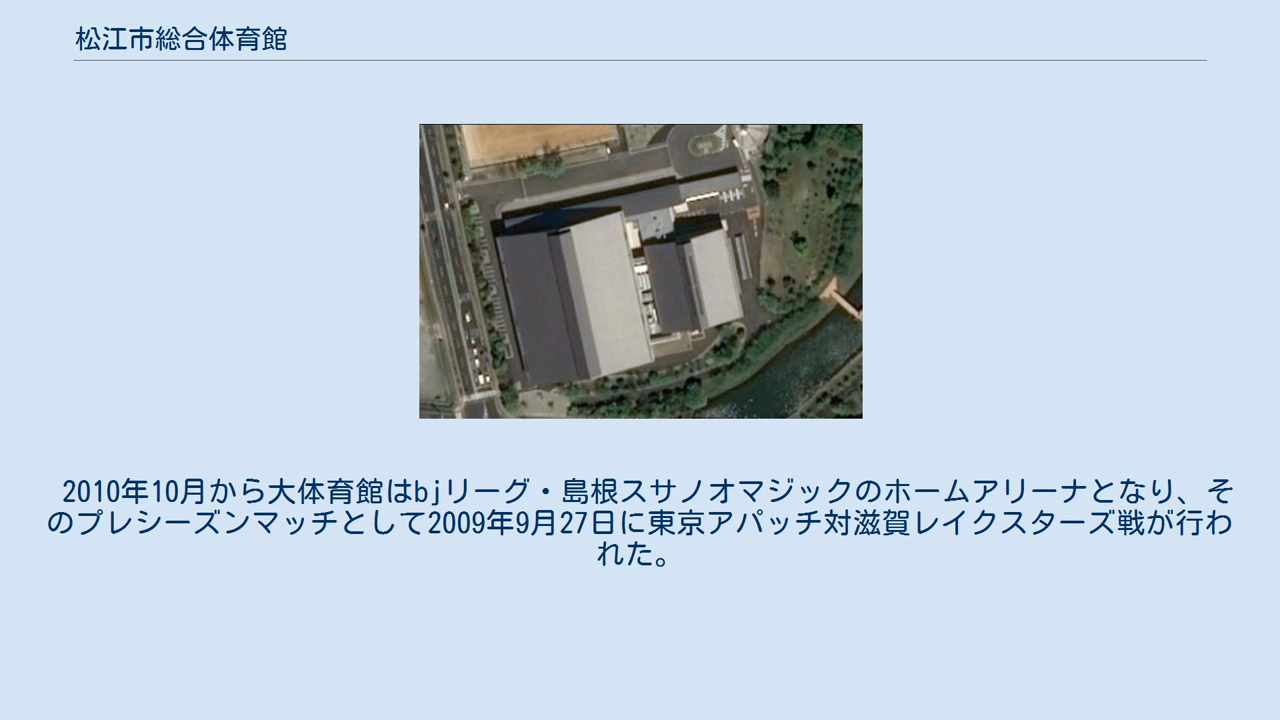 松江市総合体育館
2010年10月から大体育館はbjリーグ・島根スサノオマジックのホームアリーナとなり、そ
のプレシーズンマッチとして2009年9月27日に東京アパッチ対滋賀レイクスターズ戦が行わ
れた。